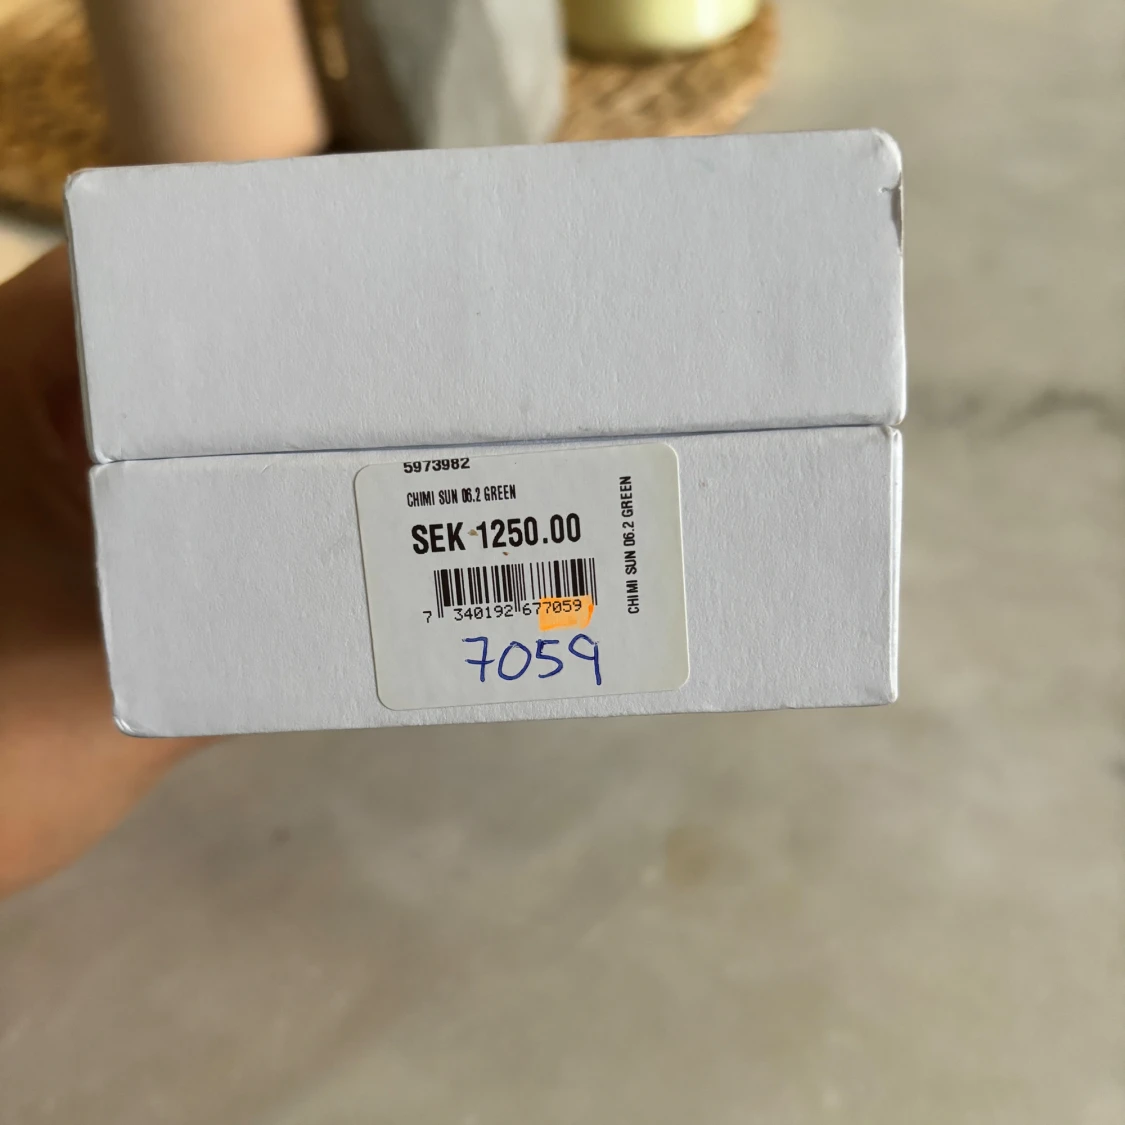 5973982
CHIMI SUN 06.2 GREEN
SEK 1250.00
7 340192 677059
7059
CHIMI SUN 06.2 GREEN